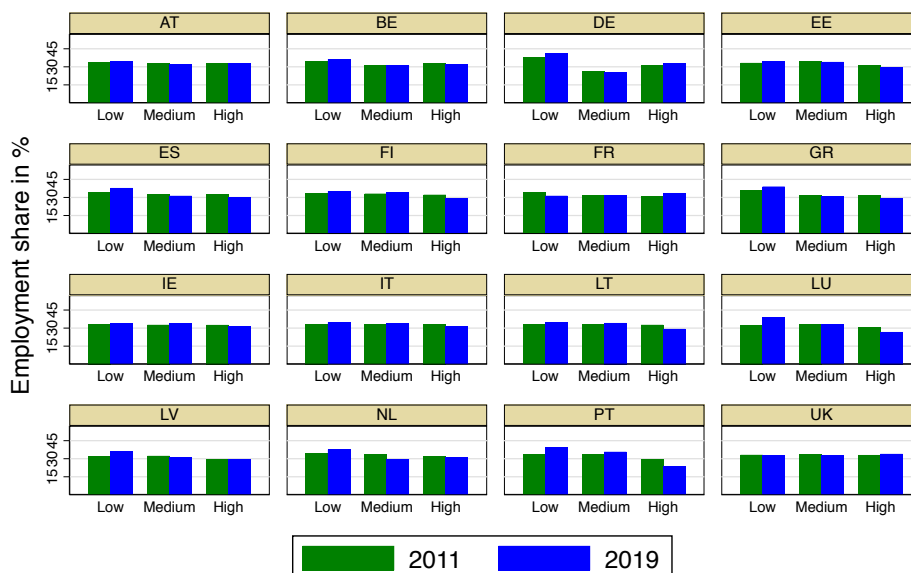 AT BE DE EE
15 30 45
Low Medium High Low Medium High Low Medium High Low Medium High
ES FI FR GR
15 30 45
Low Medium High Low Medium High Low Medium High Low Medium High
IE IT LT LU
15 30 45
Low Medium High Low Medium High Low Medium High Low Medium High
LV NL PT UK
15 30 45
Low Medium High Low Medium High Low Medium High Low Medium High
Employment share in %
2011 2019